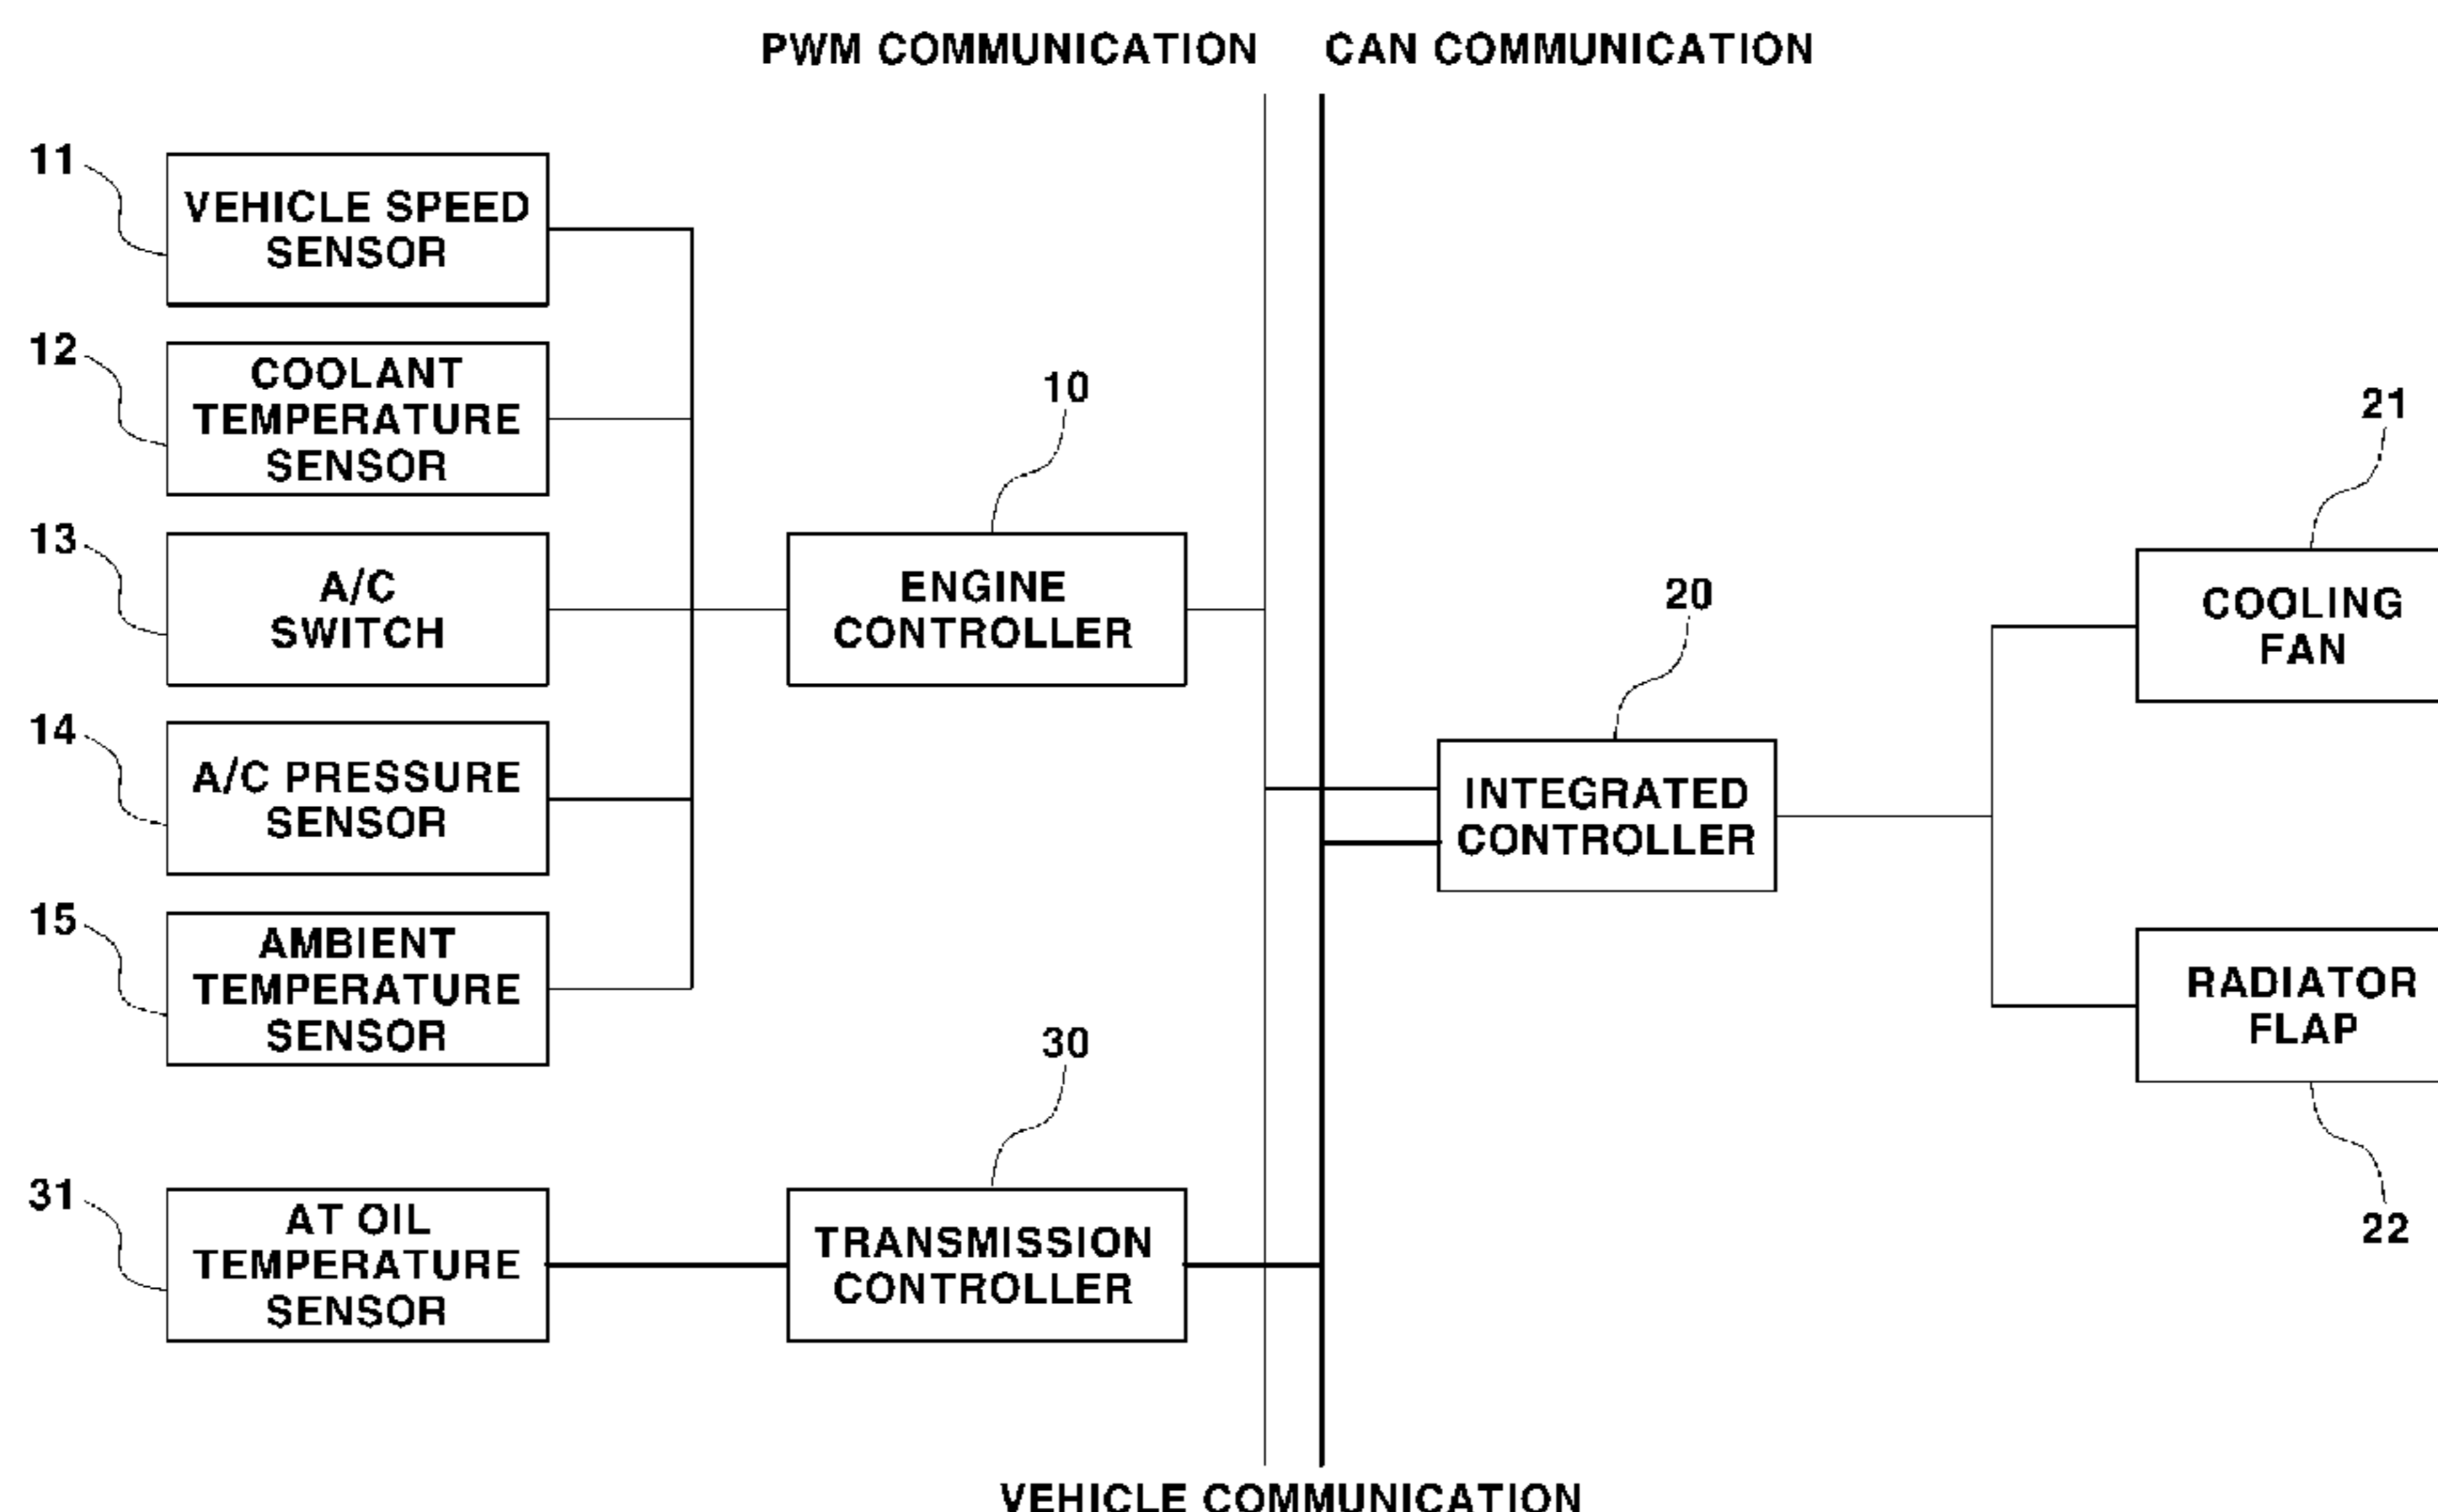 PWM COMMUNICATION
CAN COMMUNICATION
11
VEHICLE SPEED
SENSOR
12
COOLANT
TEMPERATURE
SENSOR
13
A/C
SWITCH
14
A/C PRESSURE
SENSOR
15
AMBIENT
TEMPERATURE
SENSOR
31
AT OIL
TEMPERATURE
SENSOR
10
ENGINE
CONTROLLER
30
TRANSMISSION
CONTROLLER
20
INTEGRATED
CONTROLLER
21
COOLING
FAN
RADIATOR
FLAP
22
VEHICLE COMMUNICATION